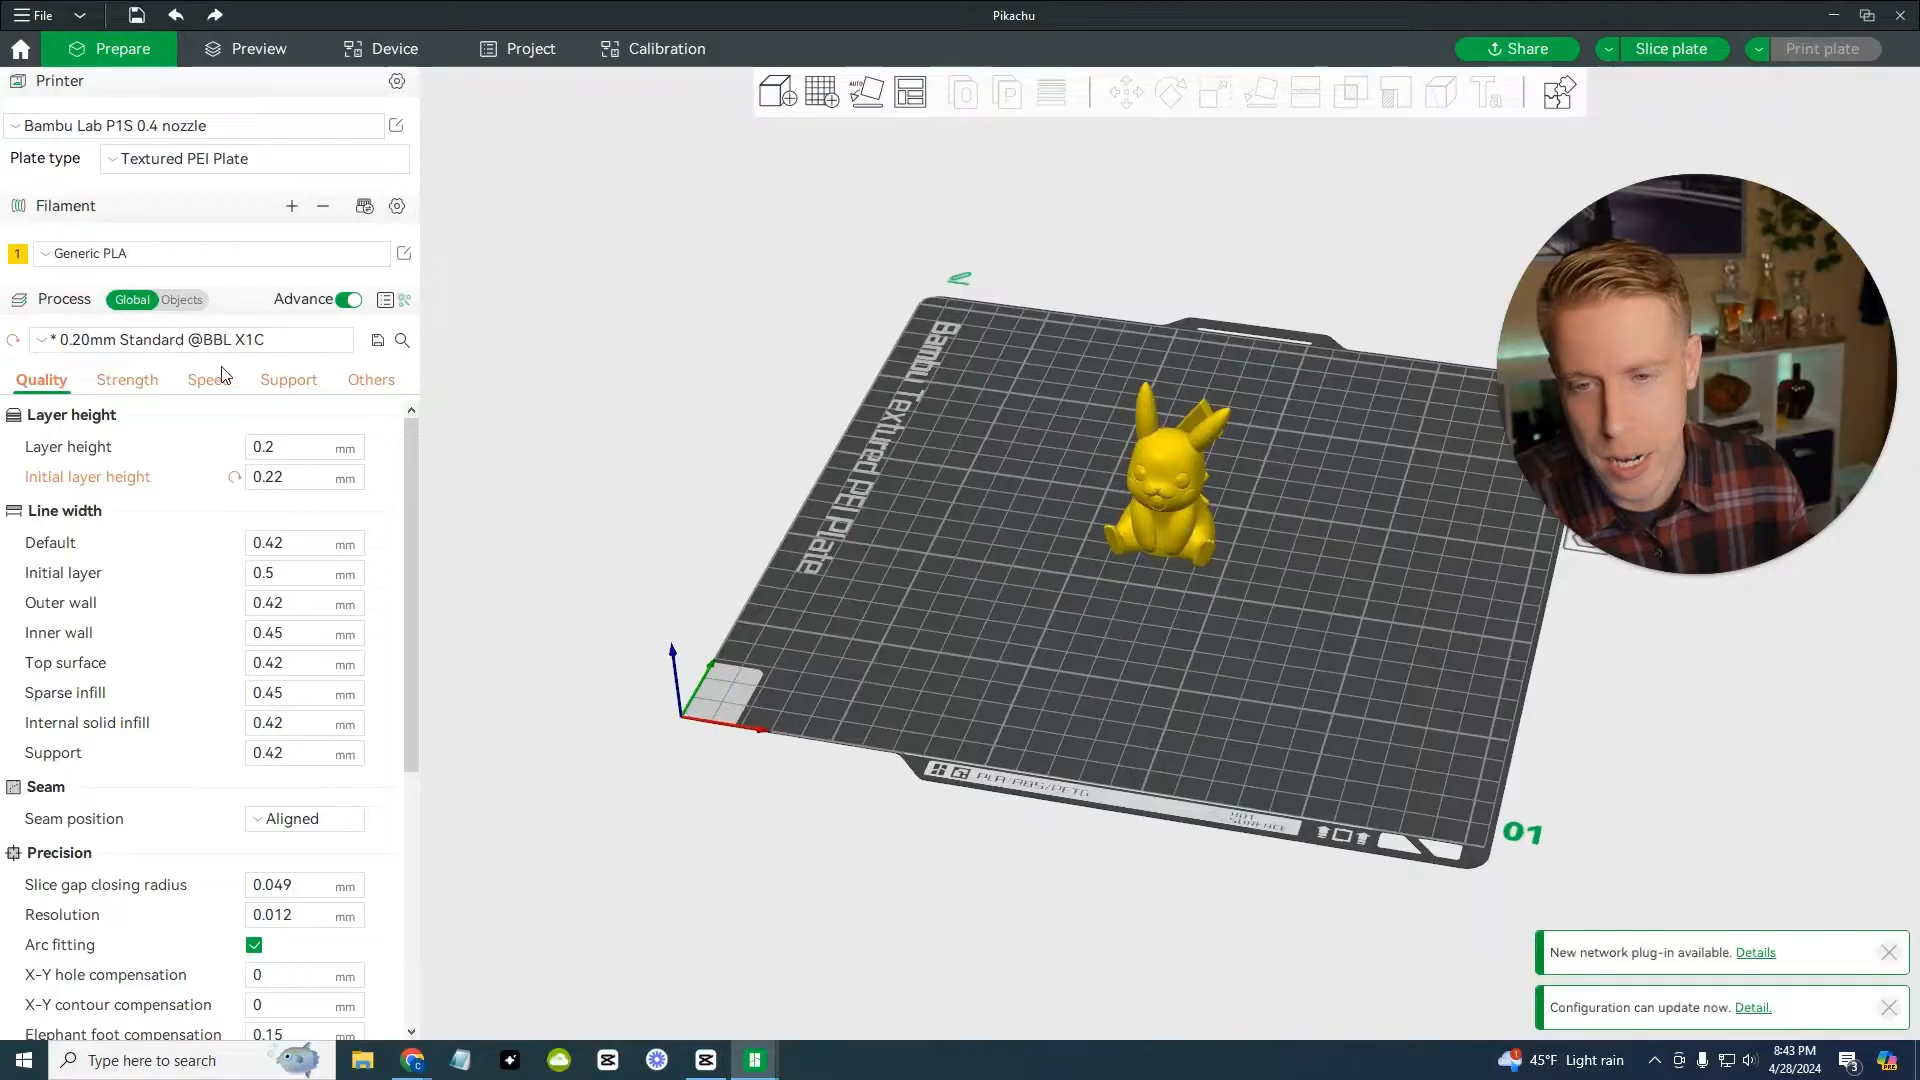 File
Pikachu
Prepare
Preview
Device
Project
Calibration
Share
Slice plate
Print plate
Printer
Bambu Lab P1S 0.4 nozzle
Plate type
Textured PEI Plate
Filament
1
Generic PLA
Process
Global
Objects
Advance
* 0.20mm Standard @BBL X1C
Quality
Strength
Support
Others
Layer height
Layer height 0.2 mm
Initial layer height 0.22 mm
Line width
Default 0.42 mm
Initial layer 0.5 mm
Outer wall 0.42 mm
Inner wall 0.45 mm
Top surface 0.42 mm
Sparse infill 0.45 mm
Internal solid infill 0.42 mm
Support 0.42 mm
Seam
Seam position Aligned
Precision
Slice gap closing radius 0.049 mm
Resolution 0.012 mm
Arc fitting
X-Y hole compensation 0 mm
X-Y contour compensation 0 mm
Elephant foot compensation 0.15 mm
AUTO
Bambu Textured PEI Plate
PLA/ABS/PETG
HOT
SURFACE
01
New network plug-in available. Details
Configuration can update now. Detail.
Type here to search
45°F Light rain
8:43 PM
4/28/2024
3